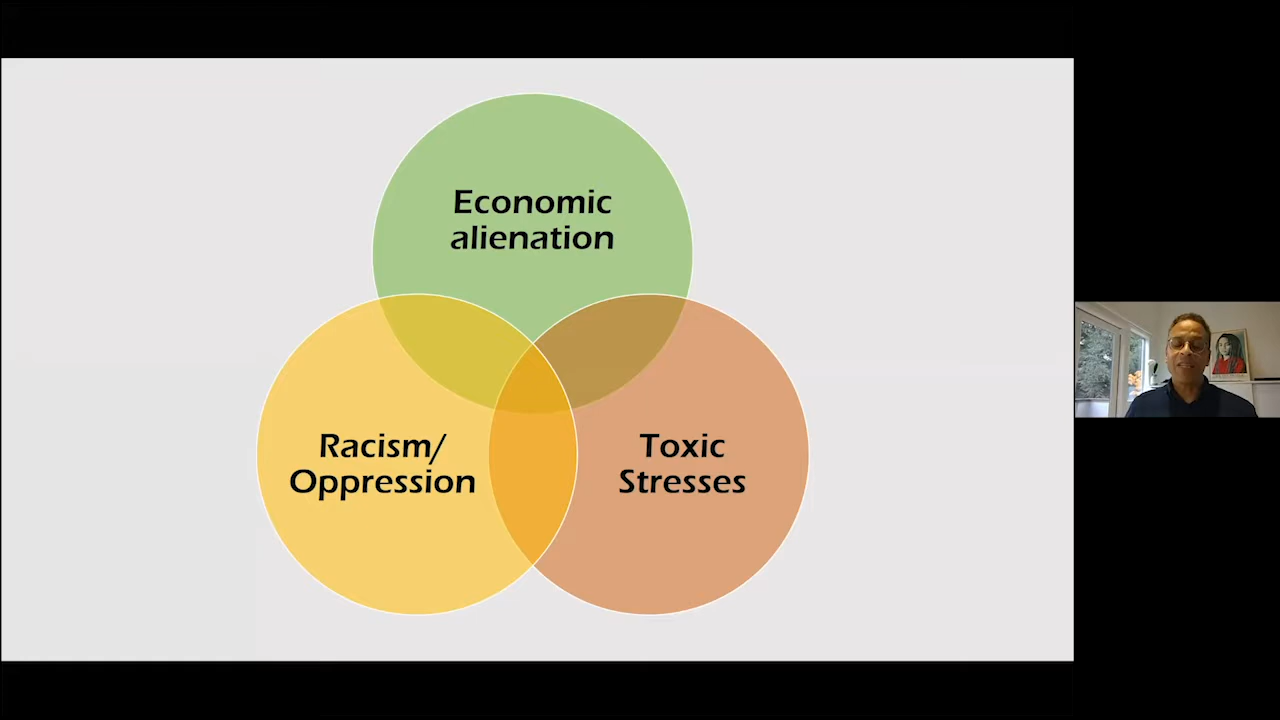 Economic
alienation
Racism/
Oppression
Toxic
Stresses